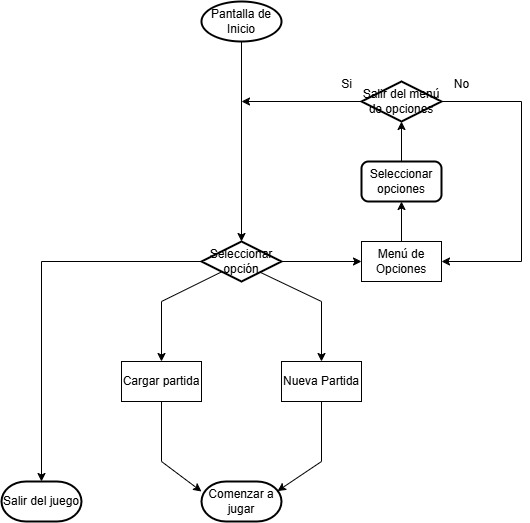 Pantalla de
Inicio
Si
No
Salir del menú
de opciones
Seleccionar
opciones
Seleccionar
opción
Menú de
Opciones
Cargar partida
Nueva Partida
Salir del juego
Comenzar a
jugar